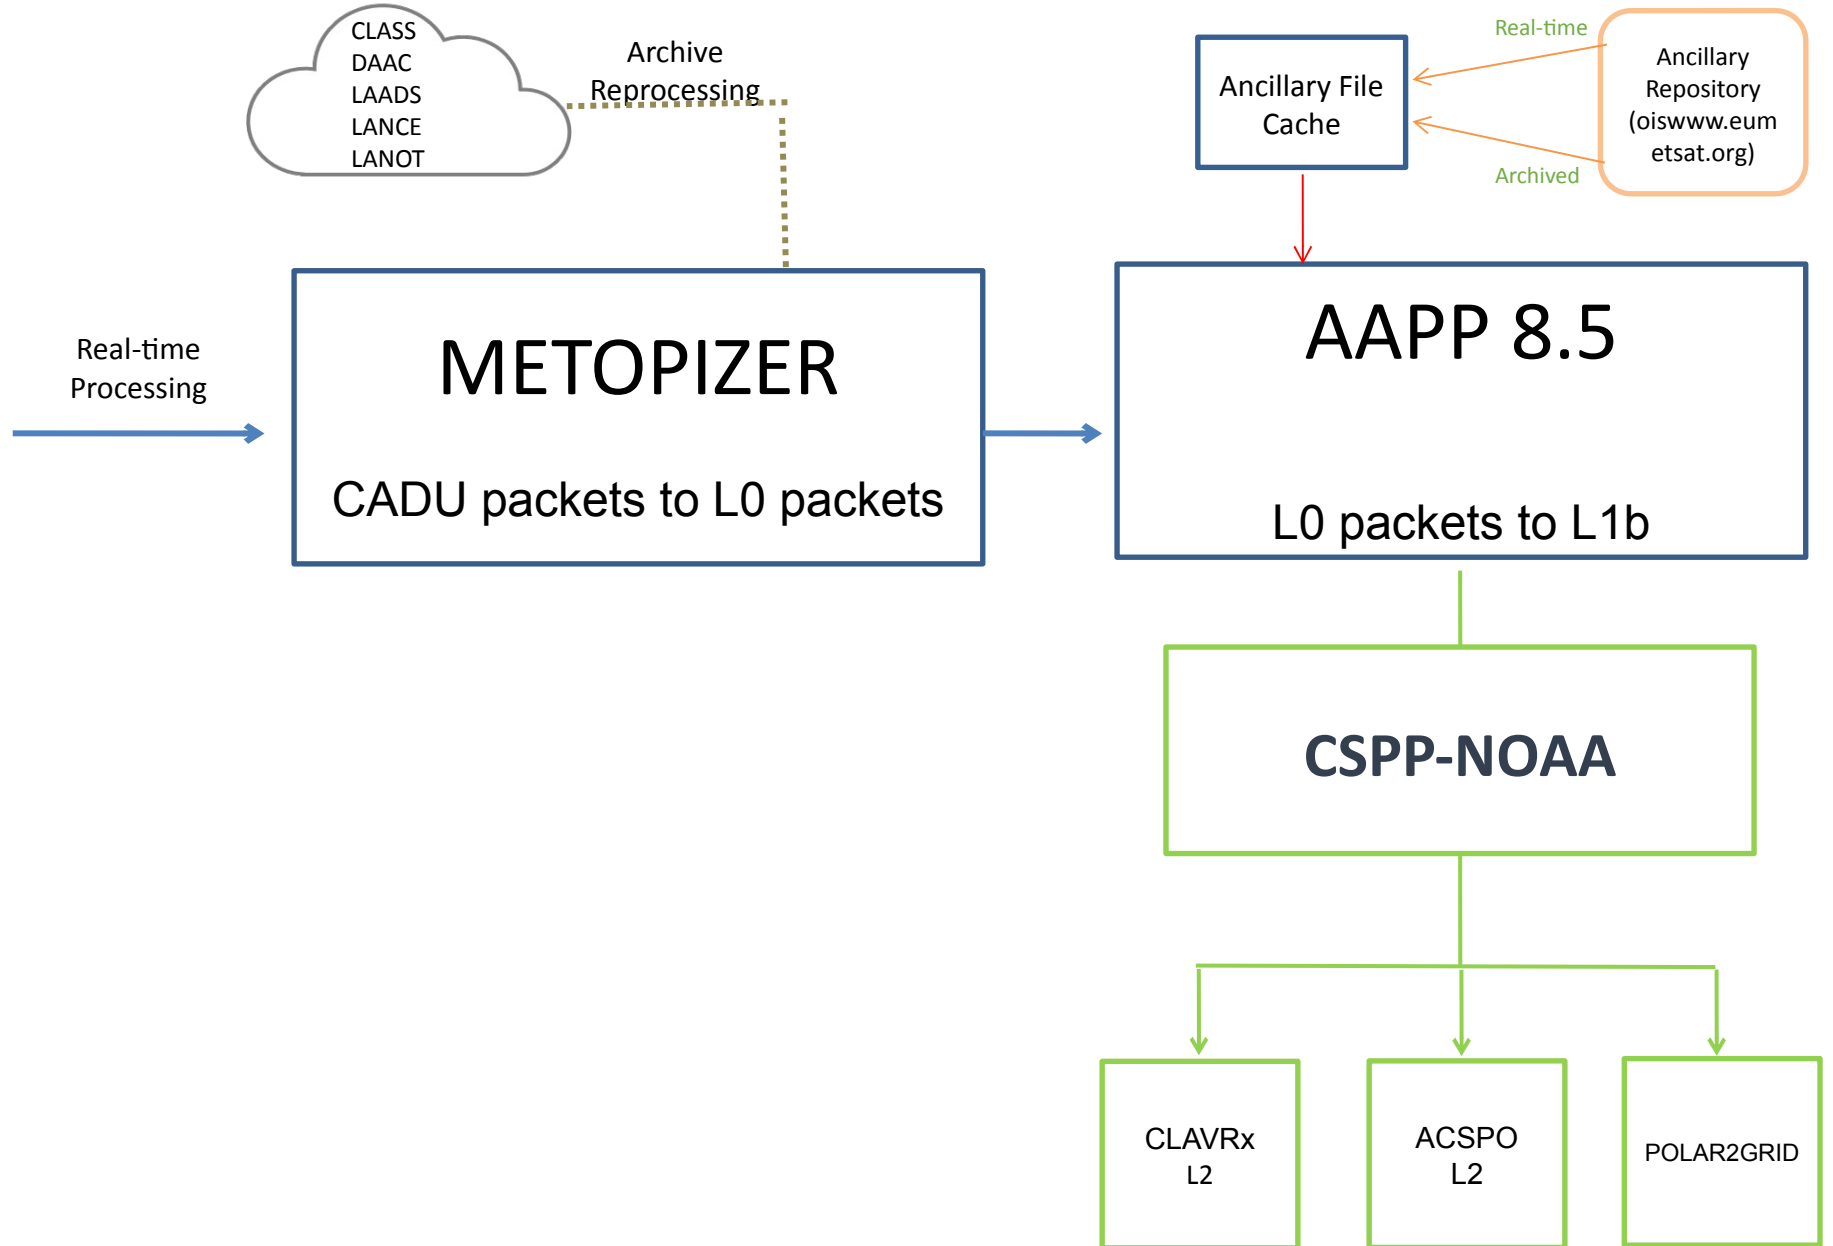 CLASS
DAAC
LAADS
LANCE
LANOT
Archive
Reprocessing
Ancillary File
Cache
Real-time
Archived
Ancillary
Repository
(oiswww.eum
etsat.org)
Real-time
Processing
METOPIZER
CADU packets to L0 packets
AAPP 8.5
L0 packets to L1b
CSPP-NOAA
CLAVRx
L2
ACSPO
L2
POLAR2GRID